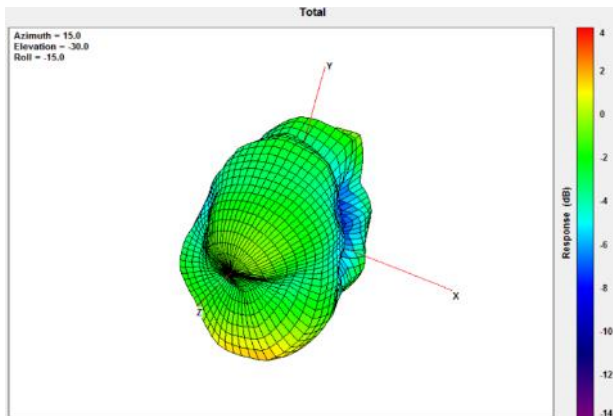 Total
Azimuth = 15.0
Elevation = -30.0
Roll = -15.0
Y
X
Z
4
2
0
-2
-4
-6
-8
-10
-12
-14
Response (dB)